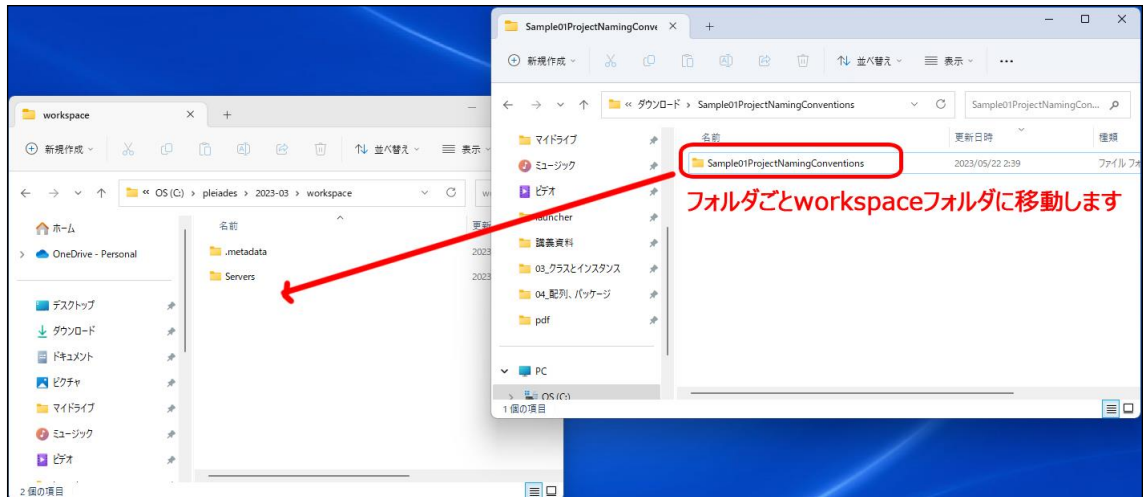 Sample01ProjectNamingConve
新規作成
並べ替え
表示
ダウンロード › Sample01ProjectNamingConventions
Sample01ProjectNamingCon...
マイドライブ
ミュージック
ビデオ
launcher
講義資料
03_クラスとインスタンス
04_配列、パッケージ
pdf
PC
OS (C:)
1 個の項目
名前
更新日時
種類
Sample01ProjectNamingConventions
2023/05/22 2:39
ファイル フォ
フォルダごとworkspaceフォルダに移動します
workspace
新規作成
並べ替え
表示
OS (C:) › pleiades › 2023-03 › workspace
ホーム
OneDrive - Personal
デスクトップ
ダウンロード
ドキュメント
ピクチャ
マイドライブ
ミュージック
ビデオ
2 個の項目
名前
更新
.metadata
2023
Servers
2023